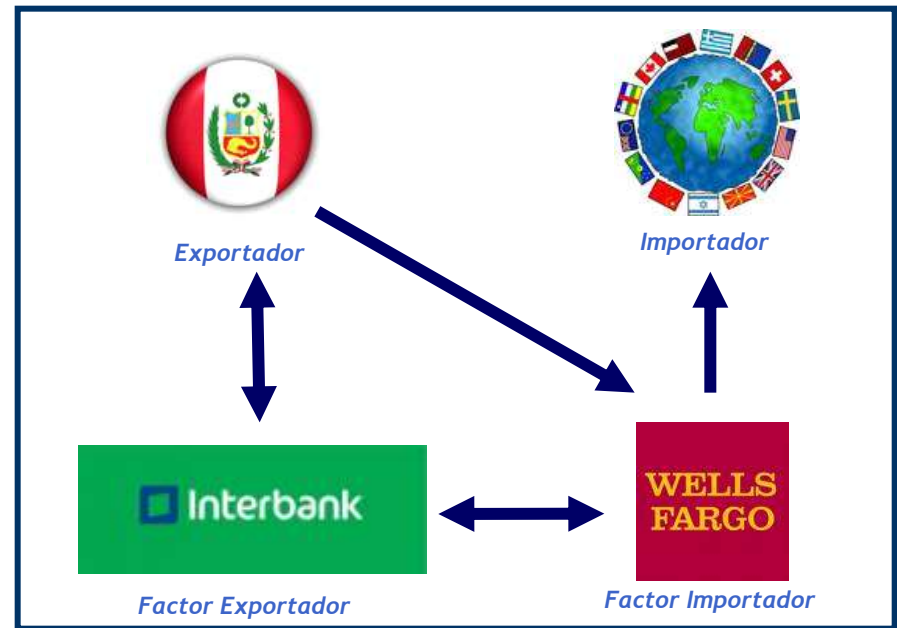 Exportador
Importador
Interbank
WELLS
FARGO
Factor Exportador
Factor Importador